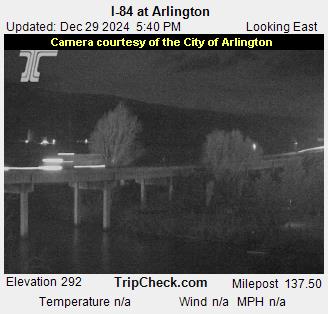 I-84 at Arlington
Updated: Dec 29 2024 5:40 PM Looking East
Camera courtesy of the City of Arlington
Elevation 292 TripCheck.com Milepost 137.50
Temperature n/a Wind n/a MPH n/a